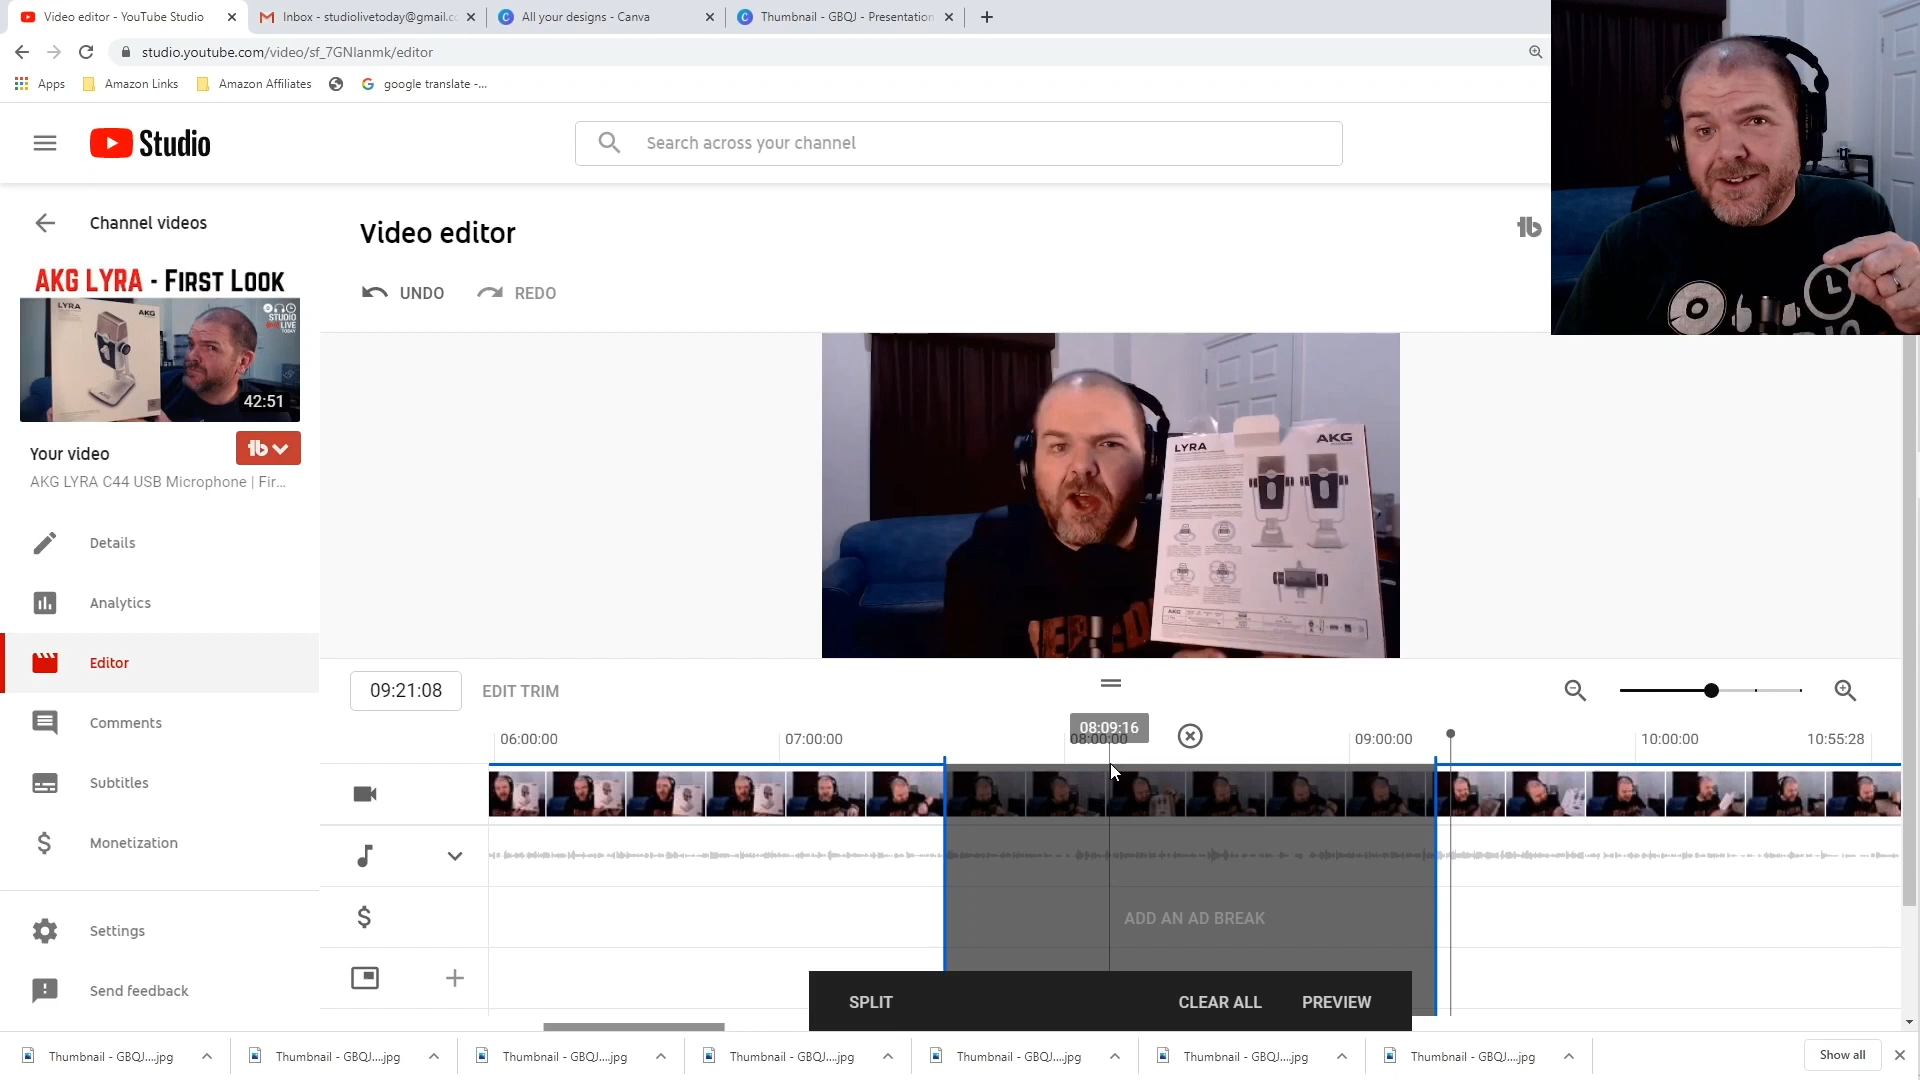 Video editor - YouTube Studio
Inbox - studiolivetoday@gmail.cc
All your designs - Canva
Thumbnail - GBQJ - Presentation
studio.youtube.com/video/sf_7GNlanmk/editor
Apps
Amazon Links
Amazon Affiliates
google translate -...
Studio
Search across your channel
Channel videos
Video editor
UNDO
REDO
AKG LYRA - FIRST LOOK
LYRA
AKG
STUDIO
LIVE
TODAY
42:51
Your video
tb
AKG LYRA C44 USB Microphone | Fir...
LYRA
AKG
AKG
Details
Analytics
Editor
Comments
Subtitles
Monetization
Settings
Send feedback
09:21:08
EDIT TRIM
08:09:16
06:00:00
07:00:00
08:00:00
09:00:00
10:00:00
10:55:28
ADD AN AD BREAK
SPLIT
CLEAR ALL
PREVIEW
Thumbnail - GBQJ....jpg
Thumbnail - GBQJ....jpg
Thumbnail - GBQJ....jpg
Thumbnail - GBQJ....jpg
Thumbnail - GBQJ....jpg
Thumbnail - GBQJ....jpg
Thumbnail - GBQJ....jpg
Show all